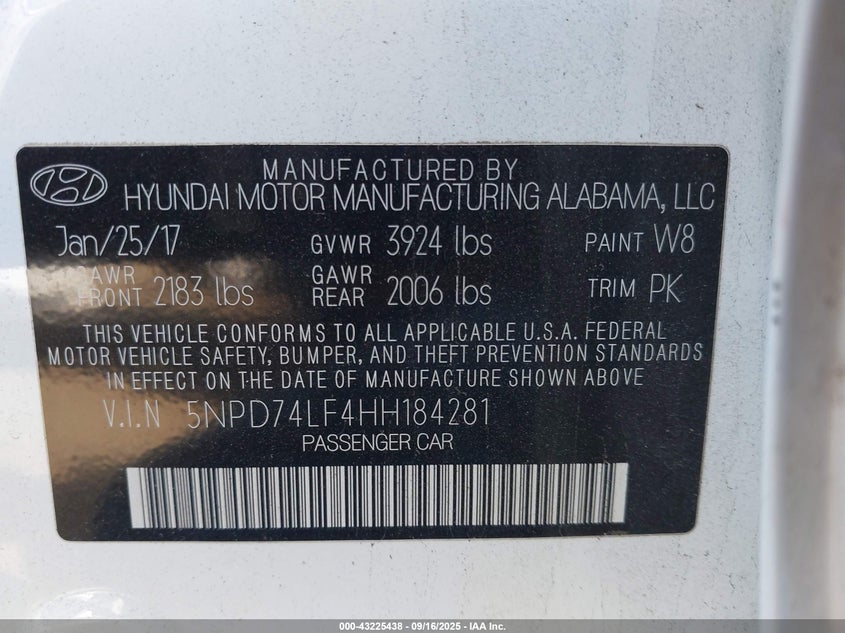 MANUFACTURED BY
HYUNDAI MOTOR MANUFACTURING ALABAMA, LLC
Jan/25/17 GVWR 3924 lbs PAINT W8
GAWR FRONT 2183 lbs GAWR REAR 2006 lbs TRIM PK
THIS VEHICLE CONFORMS TO ALL APPLICABLE U.S.A. FEDERAL
MOTOR VEHICLE SAFETY, BUMPER, AND THEFT PREVENTION STANDARDS
IN EFFECT ON THE DATE OF MANUFACTURE SHOWN ABOVE
V.I.N 5NPD74LF4HH184281
PASSENGER CAR
000-43225438 - 09/16/2025 - IAA Inc.